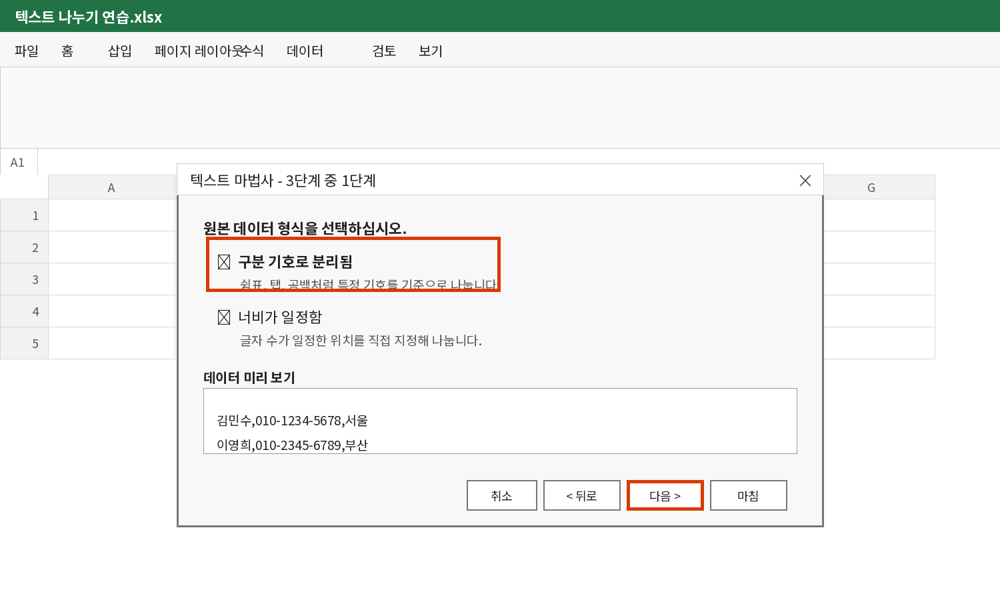 텍스트 나누기 연습.xlsx
파일 홈 삽입 페이지 레이아웃 수식 데이터 검토 보기
A1
텍스트 마법사 - 3단계 중 1단계
A G
원본 데이터 형식을 선택하십시오.
1
구분 기호로 분리됨
2
쉼표, 탭, 공백처럼 특정 기호를 기준으로 나눕니다
3
너비가 일정함
4
글자 수가 일정한 위치를 직접 지정해 나눕니다.
5
데이터 미리 보기
김민수,010-1234-5678,서울
이영희,010-2345-6789,부산
취소 < 뒤로 다음 > 마침